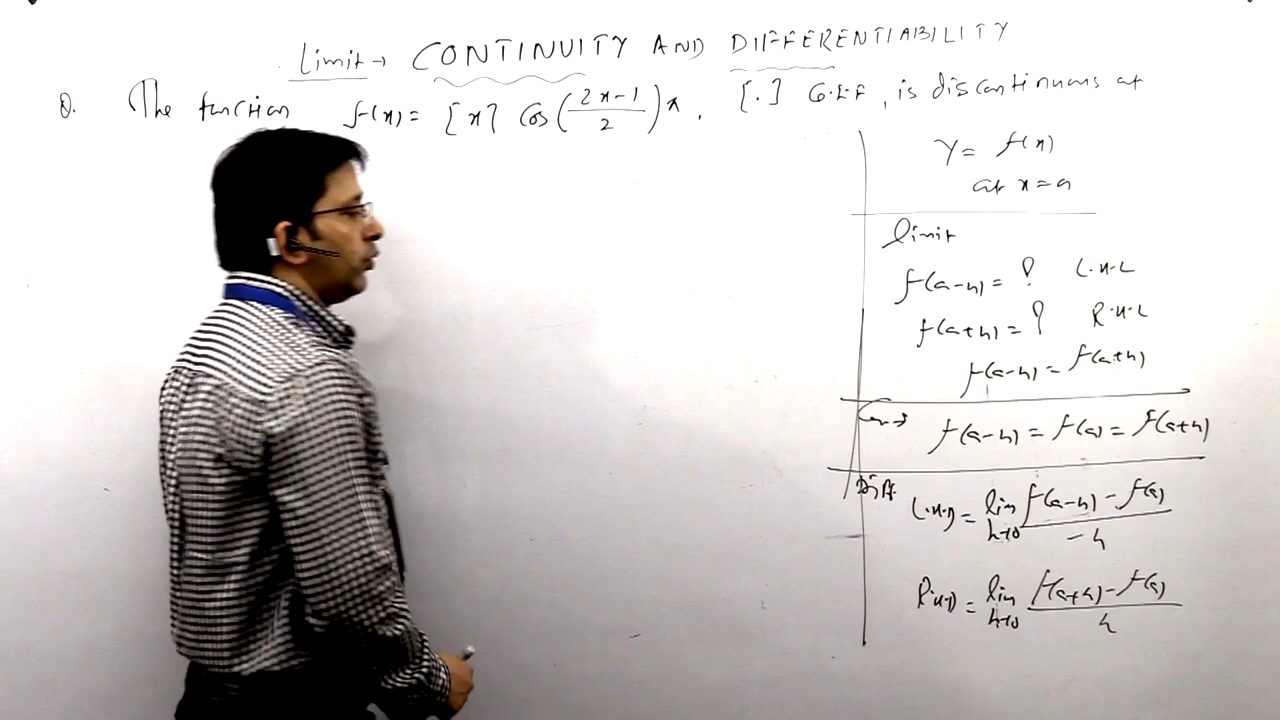 Limit → CONTINUITY AND DIFFERENTIABILITY
Q. The function f(x) = [x] cos(2x-1/2)π, [.] G.I.F, is discontinuous at
Y = f(x)
at x = a
limit
f(a-h) = ? L.H.L
f(a+h) = ? R.H.L
f(a-h) = f(a+h)
Con → f(a-h) = f(a) = f(a+h)
Diff.
L.H.D = lim h→0 f(a-h) - f(a) / -h
R.H.D = lim h→0 f(a+h) - f(a) / h